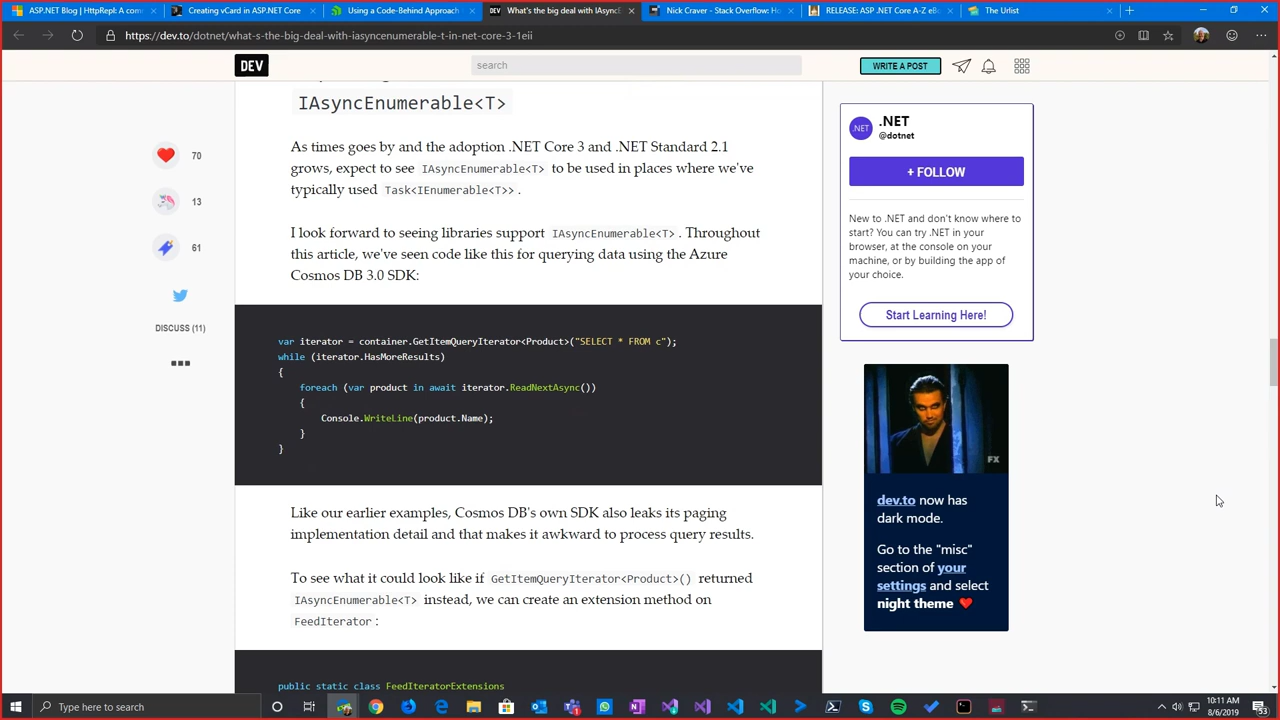 ASP.NET Blog | HttpRepl: A com
Creating vCard in ASP.NET Core
Using a Code-Behind Approach
What's the big deal with IAsyncE
Nick Craver - Stack Overflow: Ho
RELEASE: ASP .NET Core A-Z eBo
The Urlist
https://dev.to/dotnet/what-s-the-big-deal-with-iasyncenumerable-t-in-net-core-3-1eii
DEV
search
WRITE A POST
IAsyncEnumerable<T>
As times goes by and the adoption .NET Core 3 and .NET Standard 2.1
grows, expect to see IAsyncEnumerable<T> to be used in places where we've
typically used Task<IEnumerable<T>> .
I look forward to seeing libraries support IAsyncEnumerable<T> . Throughout
this article, we've seen code like this for querying data using the Azure
Cosmos DB 3.0 SDK:
var iterator = container.GetItemQueryIterator<Product>("SELECT * FROM c");
while (iterator.HasMoreResults)
{
foreach (var product in await iterator.ReadNextAsync())
{
Console.WriteLine(product.Name);
}
}
Like our earlier examples, Cosmos DB's own SDK also leaks its paging
implementation detail and that makes it awkward to process query results.
To see what it could look like if GetItemQueryIterator<Product>() returned
IAsyncEnumerable<T> instead, we can create an extension method on
FeedIterator :
public static class FeedIteratorExtensions
70
13
61
DISCUSS (11)
.NET
.NET
@dotnet
+ FOLLOW
New to .NET and don't know where to
start? You can try .NET in your
browser, at the console on your
machine, or by building the app of
your choice.
Start Learning Here!
FX
dev.to now has
dark mode.
Go to the "misc"
section of your
settings and select
night theme
Type here to search
10:11 AM
8/6/2019
53